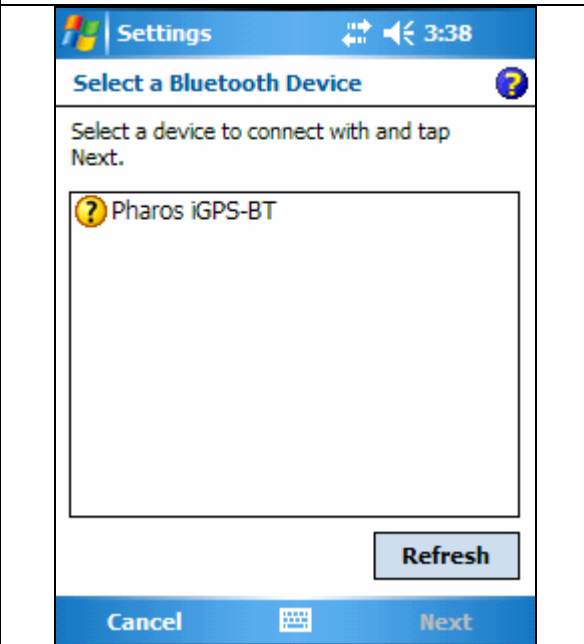 Settings 3:38
Select a Bluetooth Device ?
Select a device to connect with and tap
Next.
? Pharos iGPS-BT
Refresh
Cancel Next